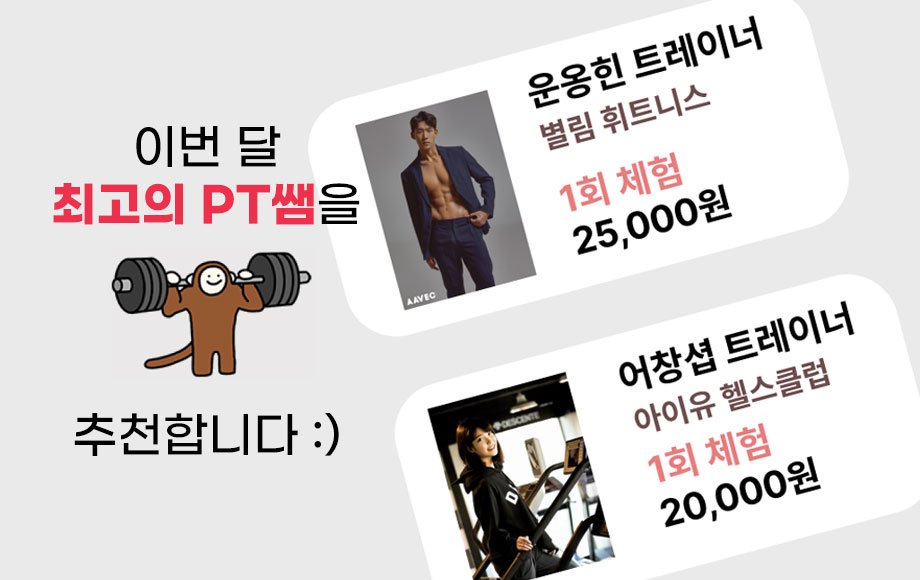 이번 달
최고의 PT쌤을
추천합니다 :)
운옹힌 트레이너
별림 휘트니스
1회 체험
25,000원
AAVEC
어창셥 트레이너
아이유 헬스클럽
1회 체험
20,000원
DESCENTE